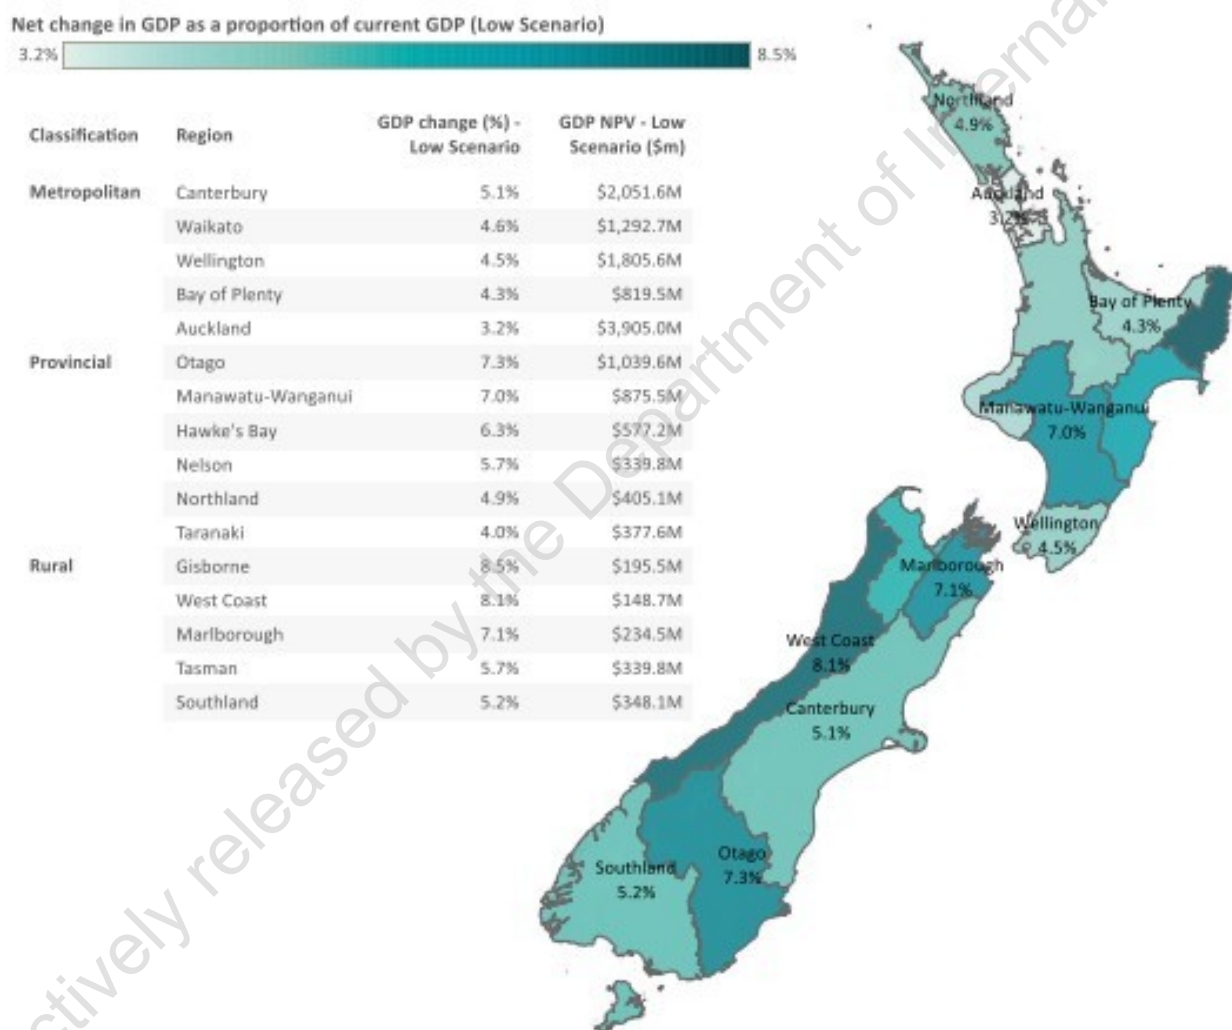 Net change in GDP as a proportion of current GDP (Low Scenario)
3.2% 8.5%
Classification Region GDP change (%) - Low Scenario GDP NPV - Low Scenario ($m)
Metropolitan Canterbury 5.1% $2,051.6M
Waikato 4.6% $1,292.7M
Wellington 4.5% $1,805.6M
Bay of Plenty 4.3% $819.5M
Auckland 3.2% $3,905.0M
Provincial Otago 7.3% $1,039.6M
Manawatu-Wanganui 7.0% $875.5M
Hawke's Bay 6.3% $577.2M
Nelson 5.7% $339.8M
Northland 4.9% $405.1M
Taranaki 4.0% $377.6M
Rural Gisborne 8.5% $195.5M
West Coast 8.1% $148.7M
Marlborough 7.1% $234.5M
Tasman 5.7% $339.8M
Southland 5.2% $348.1M
Northland
4.9%
Auckland
3.2%
Bay of Plenty
4.3%
Manawatu-Wanganui
7.0%
Wellington
4.5%
Marlborough
7.1%
West Coast
8.1%
Canterbury
5.1%
Otago
7.3%
Southland
5.2%
ctively released by the Department of Interna